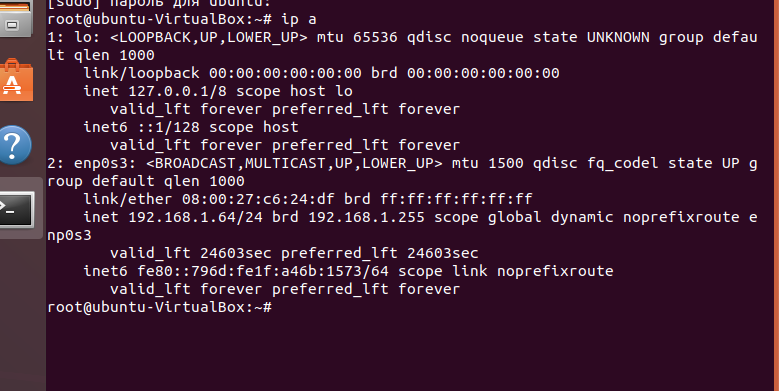 [sudo] пароль для ubuntu:
root@ubuntu-VirtualBox:~# ip a
1: lo: <LOOPBACK,UP,LOWER_UP> mtu 65536 qdisc noqueue state UNKNOWN group defau
lt qlen 1000
    link/loopback 00:00:00:00:00:00 brd 00:00:00:00:00:00
    inet 127.0.0.1/8 scope host lo
       valid_lft forever preferred_lft forever
    inet6 ::1/128 scope host
       valid_lft forever preferred_lft forever
2: enp0s3: <BROADCAST,MULTICAST,UP,LOWER_UP> mtu 1500 qdisc fq_codel state UP g
roup default qlen 1000
    link/ether 08:00:27:c6:24:df brd ff:ff:ff:ff:ff:ff
    inet 192.168.1.64/24 brd 192.168.1.255 scope global dynamic noprefixroute e
np0s3
       valid_lft 24603sec preferred_lft 24603sec
    inet6 fe80::796d:fe1f:a46b:1573/64 scope link noprefixroute
       valid_lft forever preferred_lft forever
root@ubuntu-VirtualBox:~#